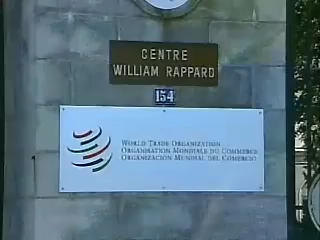 CENTRE
WILLIAM RAPPARD
154
WORLD TRADE ORGANIZATION
ORGANISATION MONDIALE DU COMMERCE
ORGANIZACIÓN MUNDIAL DEL COMERCIO